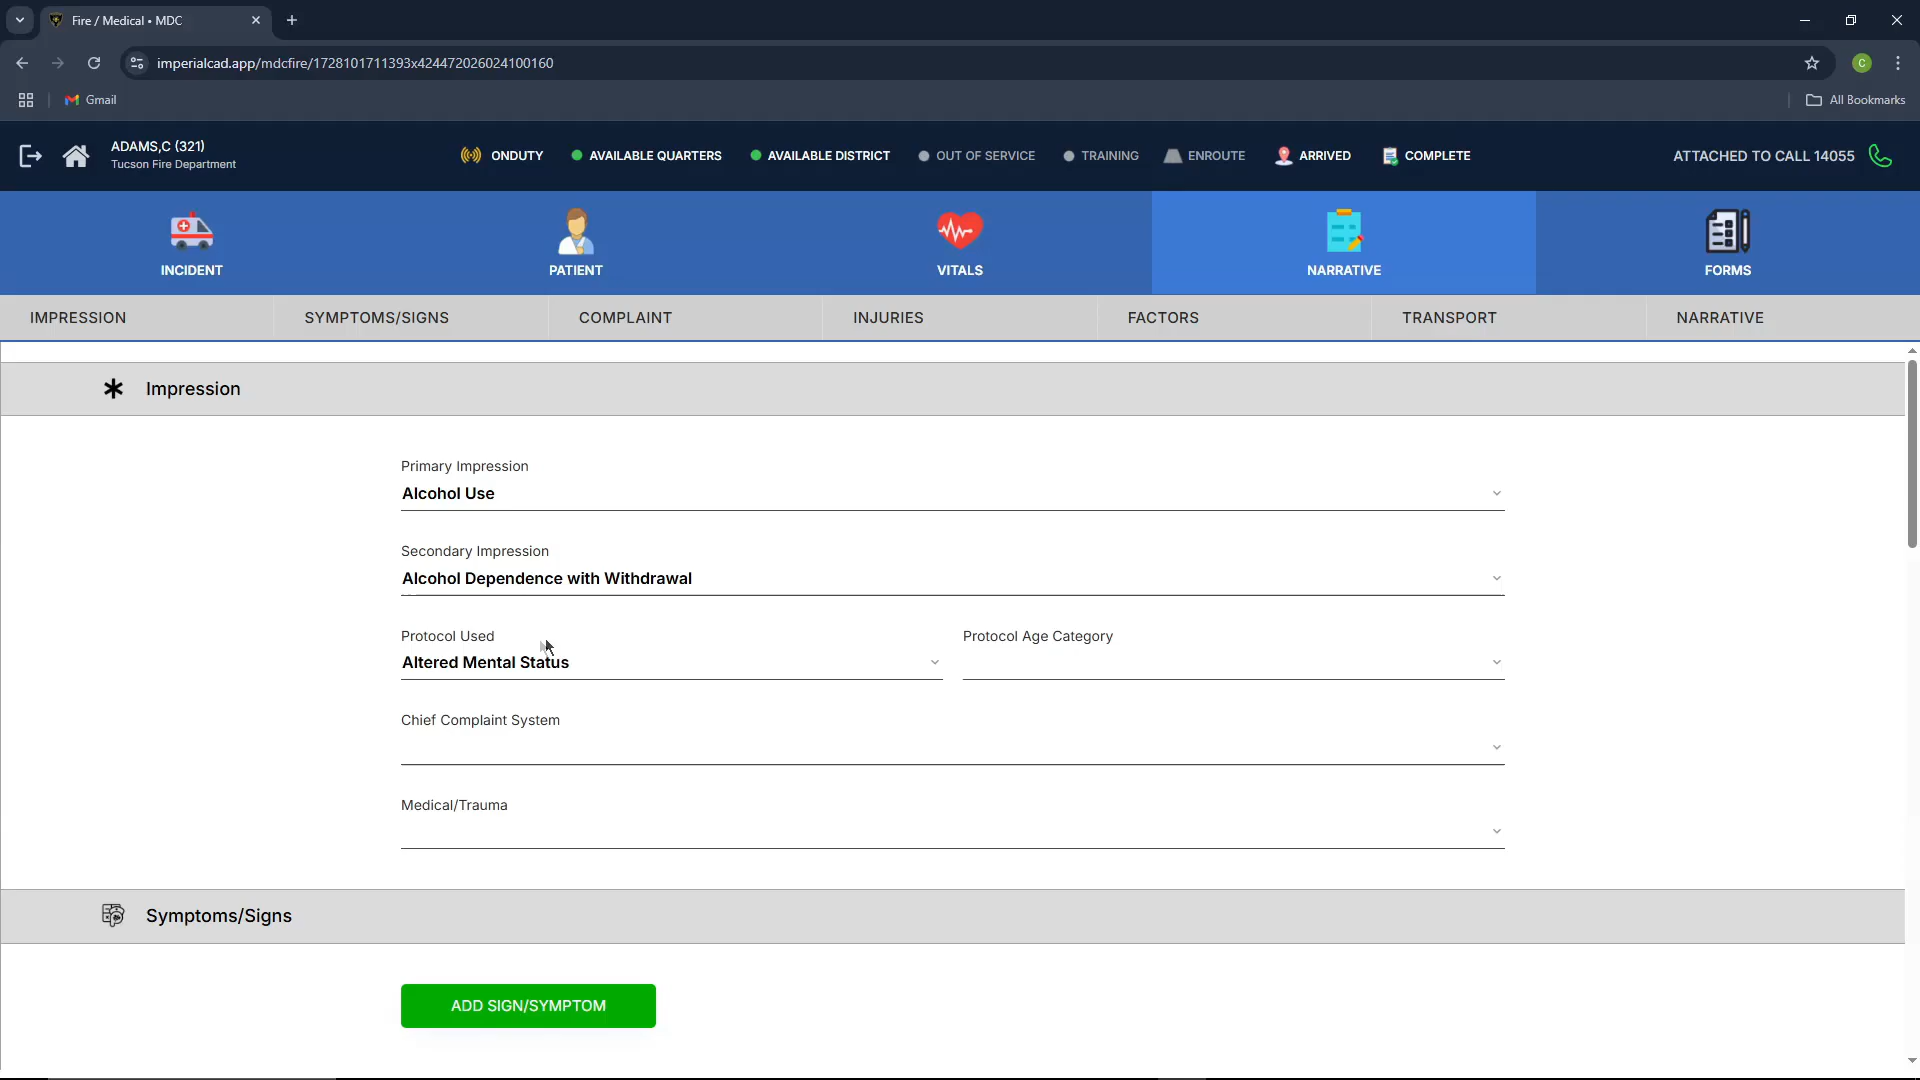 Fire / Medical • MDC
imperialcad.app/mdcfire/1728101711393x424472026024100160
C
Gmail
All Bookmarks
ADAMS,C (321)
Tucson Fire Department
ONDUTY
AVAILABLE QUARTERS
AVAILABLE DISTRICT
OUT OF SERVICE
TRAINING
ENROUTE
ARRIVED
COMPLETE
ATTACHED TO CALL 14055
INCIDENT
PATIENT
VITALS
NARRATIVE
FORMS
IMPRESSION
SYMPTOMS/SIGNS
COMPLAINT
INJURIES
FACTORS
TRANSPORT
NARRATIVE
Impression
Primary Impression
Alcohol Use
Secondary Impression
Alcohol Dependence with Withdrawal
Protocol Used
Altered Mental Status
Protocol Age Category
Chief Complaint System
Medical/Trauma
Symptoms/Signs
ADD SIGN/SYMPTOM